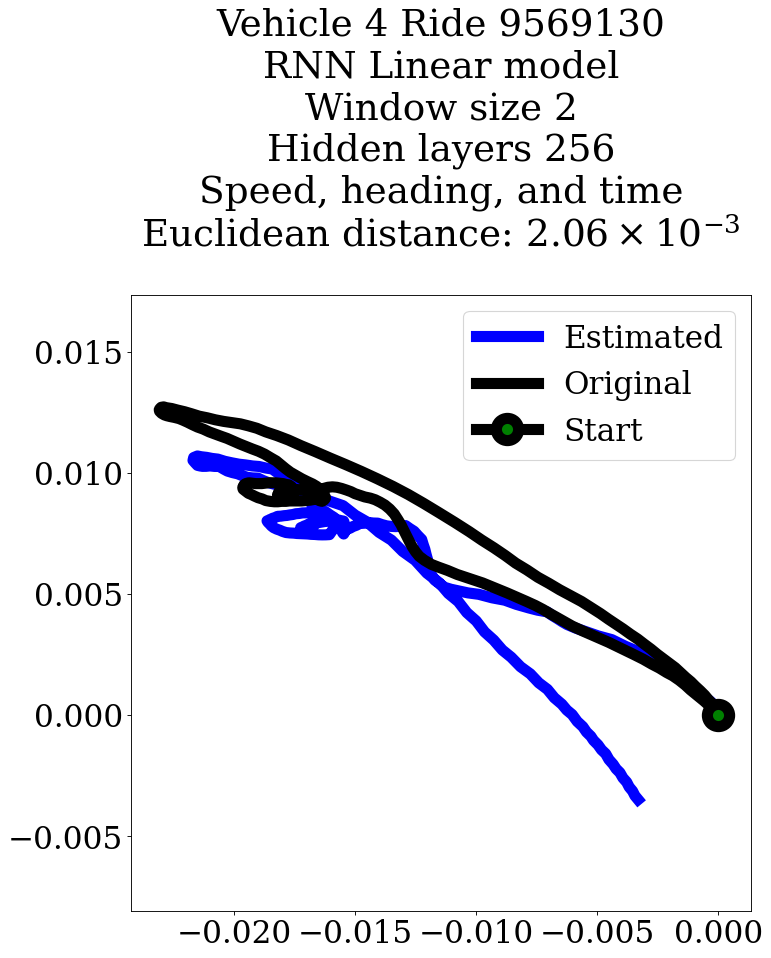 Vehicle 4 Ride 9569130
RNN Linear model
Window size 2
Hidden layers 256
Speed, heading, and time
Euclidean distance: 2.06 × 10⁻³
Estimated
Original
Start
0.015
0.010
0.005
0.000
−0.005
−0.020 −0.015 −0.010 −0.005 0.000